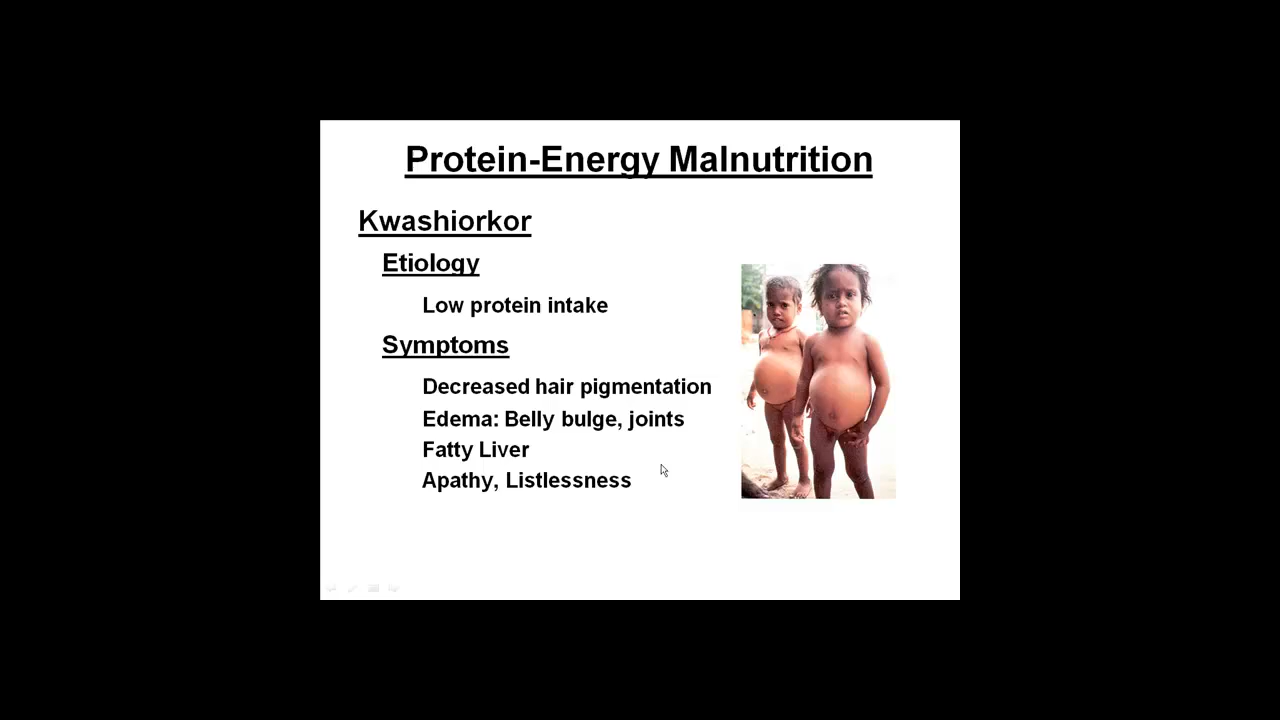 Protein-Energy Malnutrition
Kwashiorkor
Etiology
Low protein intake
Symptoms
Decreased hair pigmentation
Edema: Belly bulge, joints
Fatty Liver
Apathy, Listlessness